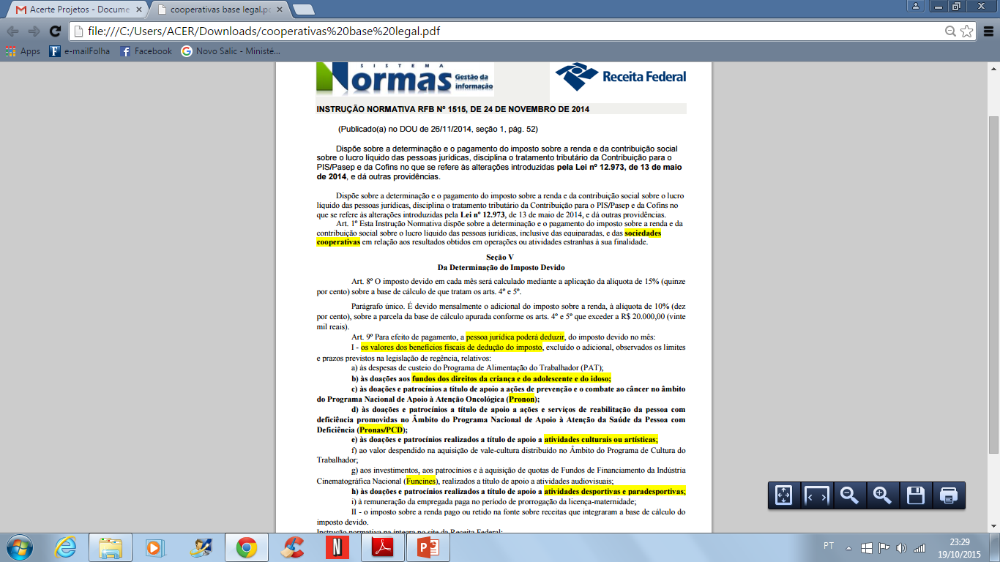 Acerte Projetos - Docume
cooperativas base legal.pd
file:///C:/Users/ACER/Downloads/cooperativas%20base%20legal.pdf
Apps
e-mailFolha
Facebook
Novo Salic - Ministé...
SISTEMA
Normas
Gestão da
informação
Receita Federal
INSTRUÇÃO NORMATIVA RFB Nº 1515, DE 24 DE NOVEMBRO DE 2014
(Publicado(a) no DOU de 26/11/2014, seção 1, pág. 52)
Dispõe sobre a determinação e o pagamento do imposto sobre a renda e da contribuição social
sobre o lucro líquido das pessoas jurídicas, disciplina o tratamento tributário da Contribuição para o
PIS/Pasep e da Cofins no que se refere às alterações introduzidas pela Lei nº 12.973, de 13 de maio
de 2014, e dá outras providências.
Dispõe sobre a determinação e o pagamento do imposto sobre a renda e da contribuição social sobre o lucro
líquido das pessoas jurídicas, disciplina o tratamento tributário da Contribuição para o PIS/Pasep e da Cofins no
que se refere às alterações introduzidas pela Lei nº 12.973, de 13 de maio de 2014, e dá outras providências.
Art. 1º Esta Instrução Normativa dispõe sobre a determinação e o pagamento do imposto sobre a renda e da
contribuição social sobre o lucro líquido das pessoas jurídicas, inclusive das equiparadas, e das sociedades
cooperativas em relação aos resultados obtidos em operações ou atividades estranhas à sua finalidade.
Seção V
Da Determinação do Imposto Devido
Art. 8º O imposto devido em cada mês será calculado mediante a aplicação da alíquota de 15% (quinze
por cento) sobre a base de cálculo de que tratam os arts. 4º e 5º.
Parágrafo único. É devido mensalmente o adicional do imposto sobre a renda, à alíquota de 10% (dez
por cento), sobre a parcela da base de cálculo apurada conforme os arts. 4º e 5º que exceder a R$ 20.000,00 (vinte
mil reais).
Art. 9º Para efeito de pagamento, a pessoa jurídica poderá deduzir, do imposto devido no mês:
I - os valores dos benefícios fiscais de dedução do imposto, excluído o adicional, observados os limites
e prazos previstos na legislação de regência, relativos:
a) às despesas de custeio do Programa de Alimentação do Trabalhador (PAT);
b) às doações aos fundos dos direitos da criança e do adolescente e do idoso;
c) às doações e patrocínios a título de apoio a ações de prevenção e o combate ao câncer no âmbito
do Programa Nacional de Apoio à Atenção Oncológica (Pronon);
d) às doações e patrocínios a título de apoio a ações e serviços de reabilitação da pessoa com
deficiência promovidas no Âmbito do Programa Nacional de Apoio à Atenção da Saúde da Pessoa com
Deficiência (Pronas/PCD);
e) às doações e patrocínios realizados a título de apoio a atividades culturais ou artísticas;
f) ao valor despendido na aquisição de vale-cultura distribuído no Âmbito do Programa de Cultura do
Trabalhador;
g) aos investimentos, aos patrocínios e à aquisição de quotas de Fundos de Financiamento da Indústria
Cinematográfica Nacional (Funcines), realizados a título de apoio a atividades audiovisuais;
h) às doações e patrocínios realizados a título de apoio a atividades desportivas e paradesportivas;
i) à remuneração da empregada paga no período de prorrogação da licença-maternidade;
II - o imposto sobre a renda pago ou retido na fonte sobre receitas que integraram a base de cálculo do
imposto devido.
Instrução normativa na íntegra no site da Receita Federal:
PT
23:29
19/10/2015